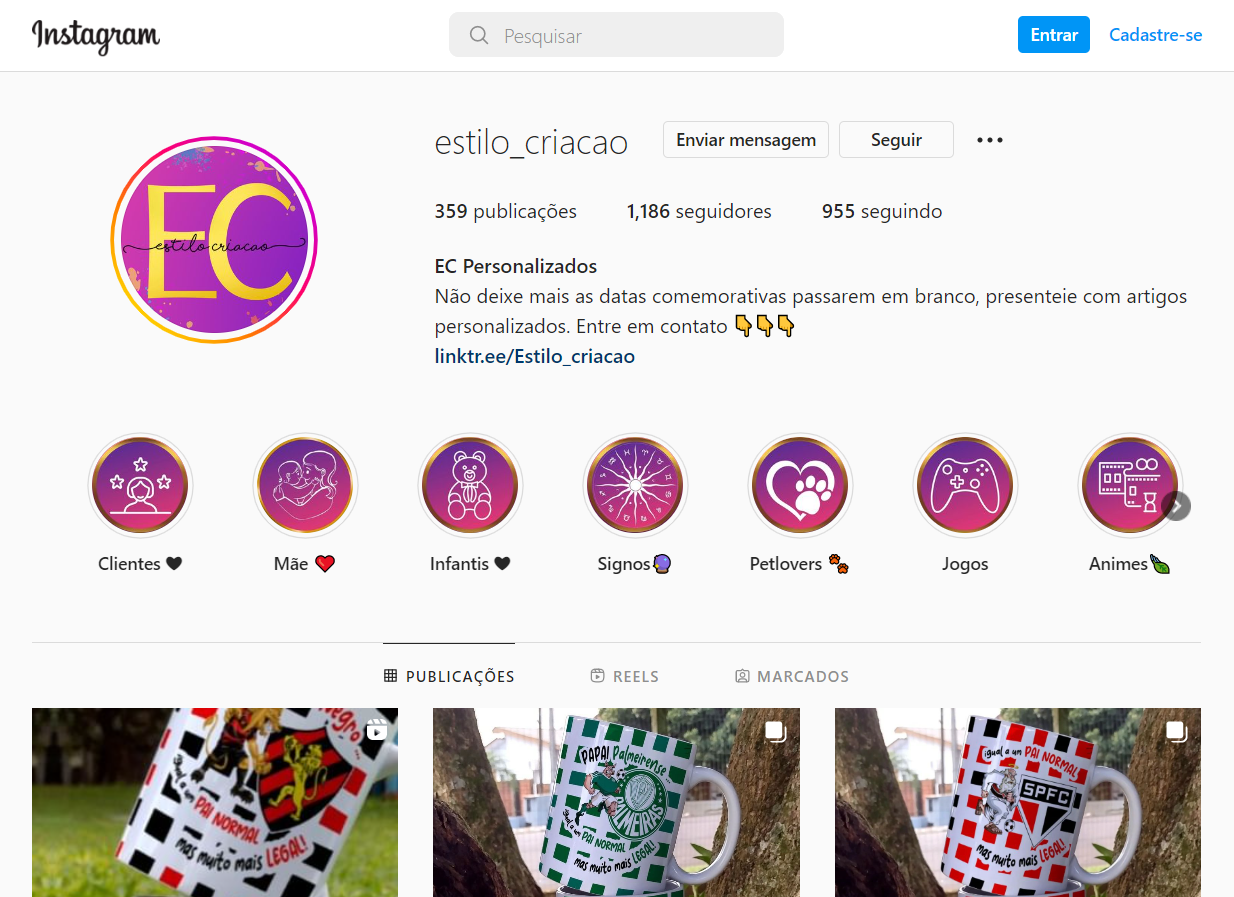 Instagram
Pesquisar
Entrar
Cadastre-se
EC
estilo criacao
estilo_criacao
Enviar mensagem
Seguir
359 publicações
1,186 seguidores
955 seguindo
EC Personalizados
Não deixe mais as datas comemorativas passarem em branco, presenteie com artigos
personalizados. Entre em contato 👇👇👇
linktr.ee/Estilo_criacao
Clientes 🖤
Mãe ❤️
Infantis 🖤
Signos🔮
Petlovers 🐾
Jogos
Animes🍃
PUBLICAÇÕES
REELS
MARCADOS
igual a um PAI NORMAL
mas muito mais LEGAL!
PAPAI Palmeirense
PALMEIRAS
igual a um PAI NORMAL
mas muito mais LEGAL!
igual a um PAI NORMAL
SPFC
mas muito mais LEGAL!